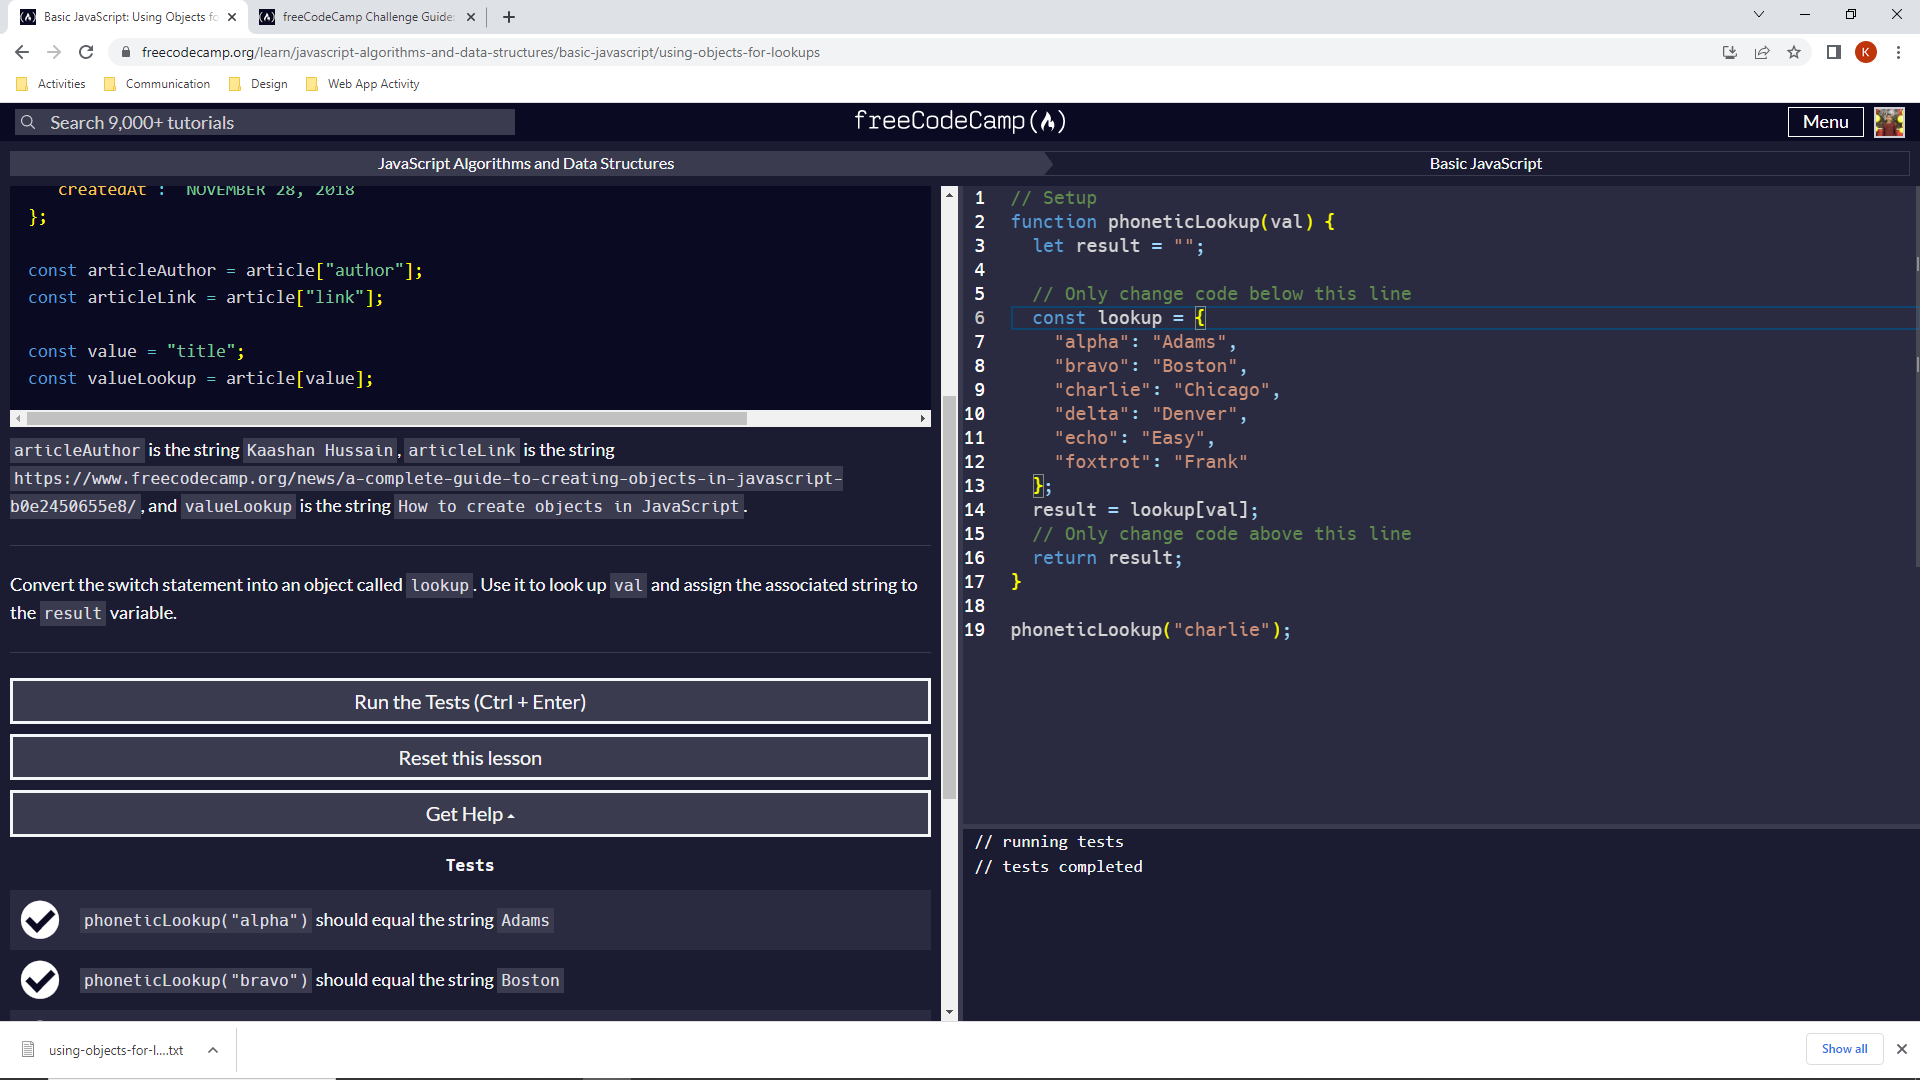 Basic JavaScript: Using Objects fo
freeCodeCamp Challenge Guide:
freecodecamp.org/learn/javascript-algorithms-and-data-structures/basic-javascript/using-objects-for-lookups
K
Activities
Communication
Design
Web App Activity
Search 9,000+ tutorials
freeCodeCamp
Menu
JavaScript Algorithms and Data Structures
Basic JavaScript
createdAt : NOVEMBER 28, 2018
};
const articleAuthor = article["author"];
const articleLink = article["link"];
const value = "title";
const valueLookup = article[value];
articleAuthor is the string Kaashan Hussain, articleLink is the string
https://www.freecodecamp.org/news/a-complete-guide-to-creating-objects-in-javascript-
b0e2450655e8/, and valueLookup is the string How to create objects in JavaScript.
Convert the switch statement into an object called lookup. Use it to look up val and assign the associated string to
the result variable.
Run the Tests (Ctrl + Enter)
Reset this lesson
Get Help
Tests
phoneticLookup("alpha") should equal the string Adams
phoneticLookup("bravo") should equal the string Boston
1 // Setup
2 function phoneticLookup(val) {
3 let result = "";
4
5 // Only change code below this line
6 const lookup = {
7 "alpha": "Adams",
8 "bravo": "Boston",
9 "charlie": "Chicago",
10 "delta": "Denver",
11 "echo": "Easy",
12 "foxtrot": "Frank"
13 };
14 result = lookup[val];
15 // Only change code above this line
16 return result;
17 }
18
19 phoneticLookup("charlie");
// running tests
// tests completed
using-objects-for-l....txt
Show all